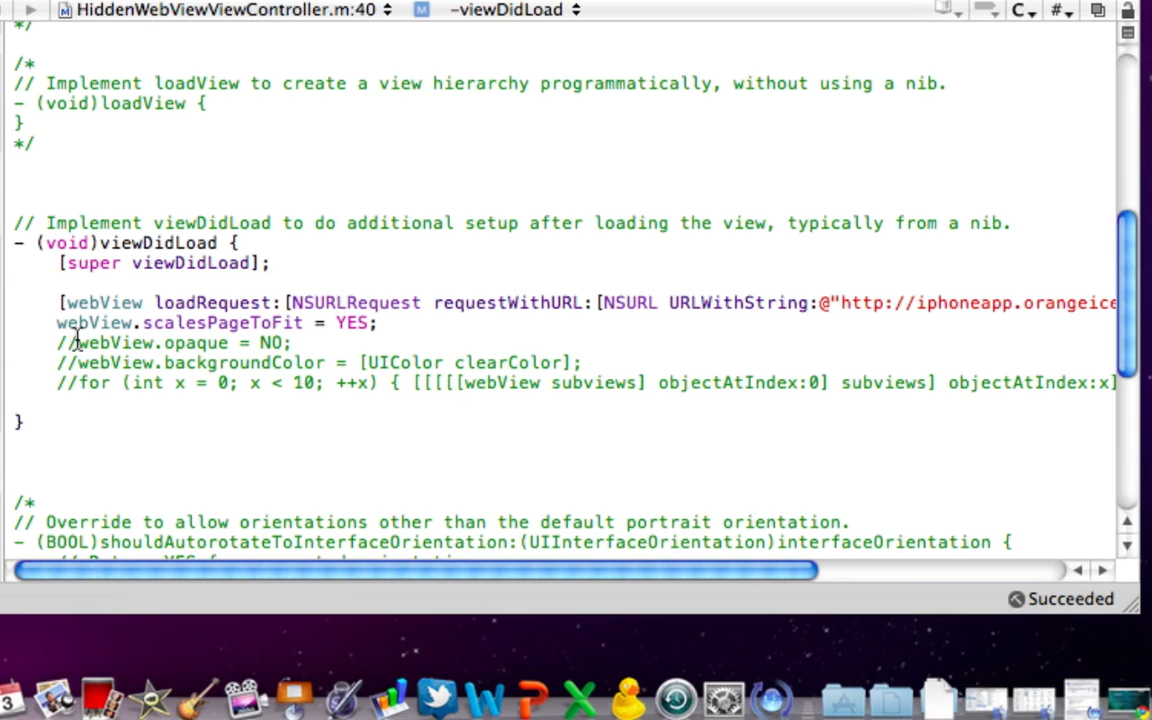 HiddenWebViewViewController.m:40 -viewDidLoad C #
*/
/*
// Implement loadView to create a view hierarchy programmatically, without using a nib.
- (void)loadView {
}
*/
// Implement viewDidLoad to do additional setup after loading the view, typically from a nib.
- (void)viewDidLoad {
[super viewDidLoad];
[webView loadRequest:[NSURLRequest requestWithURL:[NSURL URLWithString:@"http://iphoneapp.orangeice
webView.scalesPageToFit = YES;
//webView.opaque = NO;
//webView.backgroundColor = [UIColor clearColor];
//for (int x = 0; x < 10; ++x) { [[[[[webView subviews] objectAtIndex:0] subviews] objectAtIndex:x]
}
/*
// Override to allow orientations other than the default portrait orientation.
- (BOOL)shouldAutorotateToInterfaceOrientation:(UIInterfaceOrientation)interfaceOrientation {
Succeeded
3